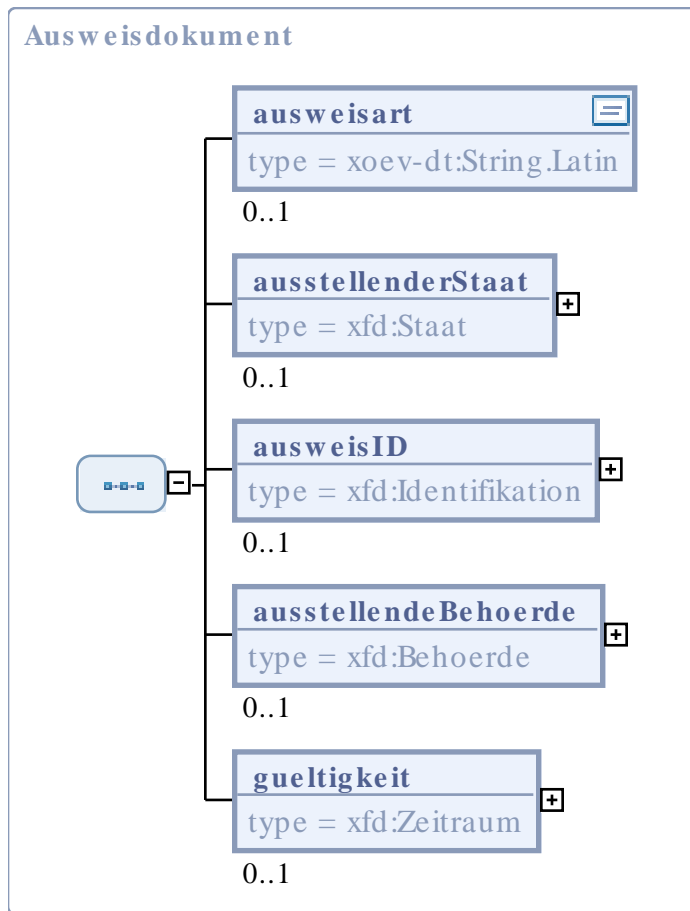 Ausweisdokument
ausweisart
type = xoev-dt:String.Latin
0..1
ausstellenderStaat
type = xfd:Staat
0..1
ausweisID
type = xfd:Identifikation
0..1
ausstellendeBehoerde
type = xfd:Behoerde
0..1
gueltigkeit
type = xfd:Zeitraum
0..1